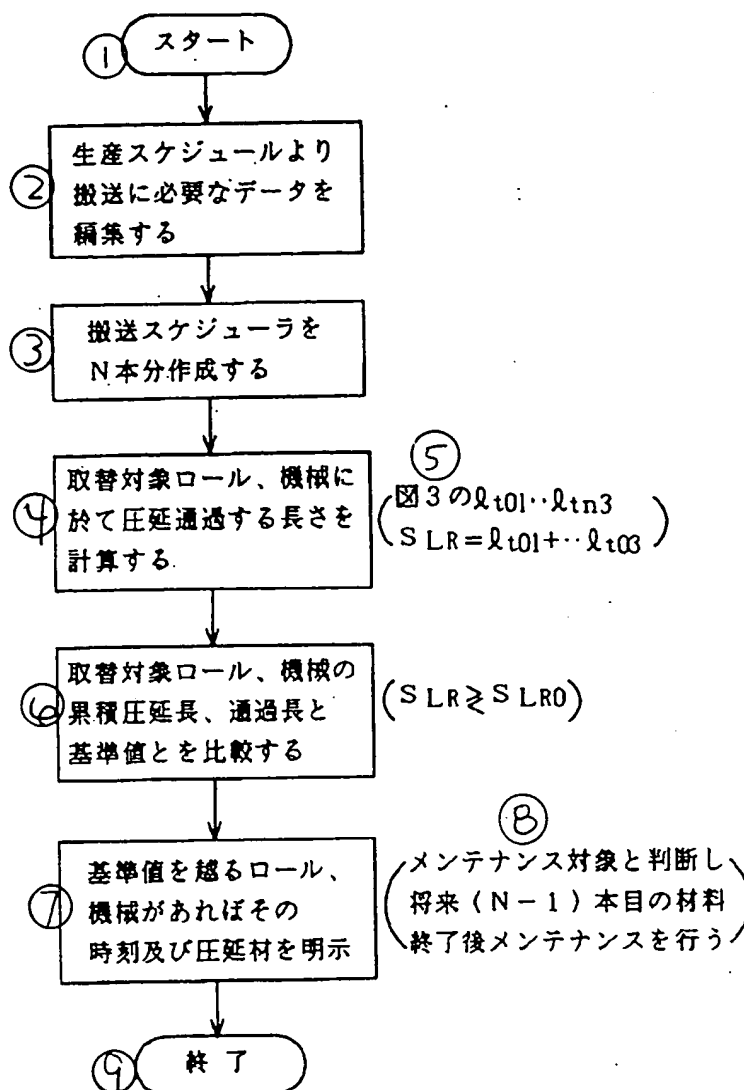 ① スタート
② 生産スケジュールより
搬送に必要なデータを
編集する
③ 搬送スケジューラを
N本分作成する
④ 取替対象ロール、機械に
於て圧延通過する長さを
計算する
⑤
(図3のℓt01‥ℓtn3
SLR=ℓt01+‥ℓt03)
⑥ 取替対象ロール、機械の
累積圧延長、通過長と
基準値とを比較する
(SLR≷SLR0)
⑦ 基準値を越るロール、
機械があればその
時刻及び圧延材を明示
⑧
(メンテナンス対象と判断し
将来(N-1)本目の材料
終了後メンテナンスを行う)
⑨ 終了